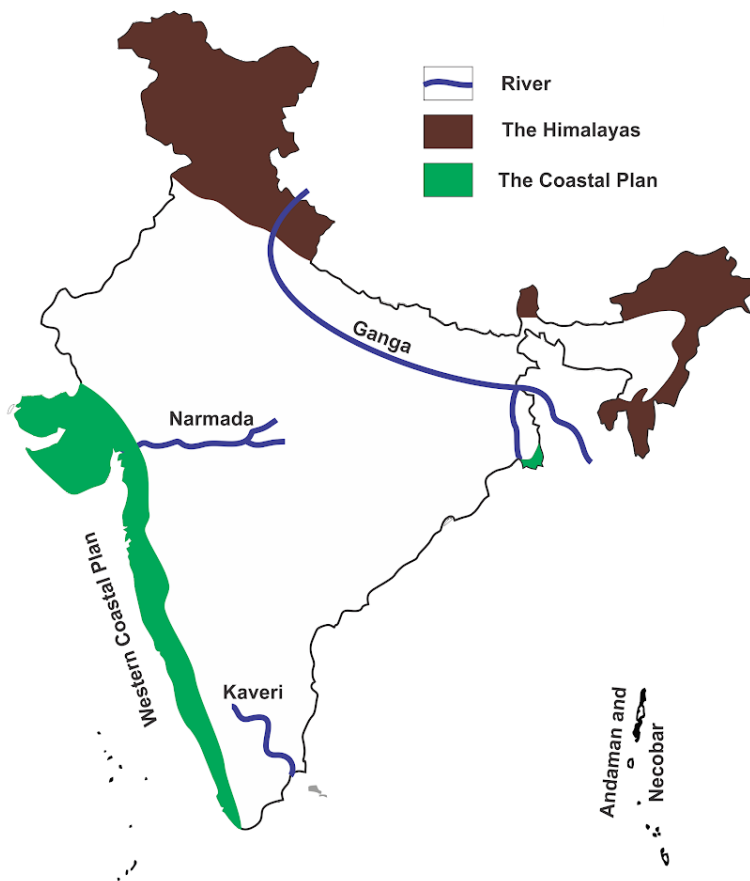 River
The Himalayas
The Coastal Plan
Ganga
Narmada
Western Coastal Plan
Kaveri
Andaman and
Necobar